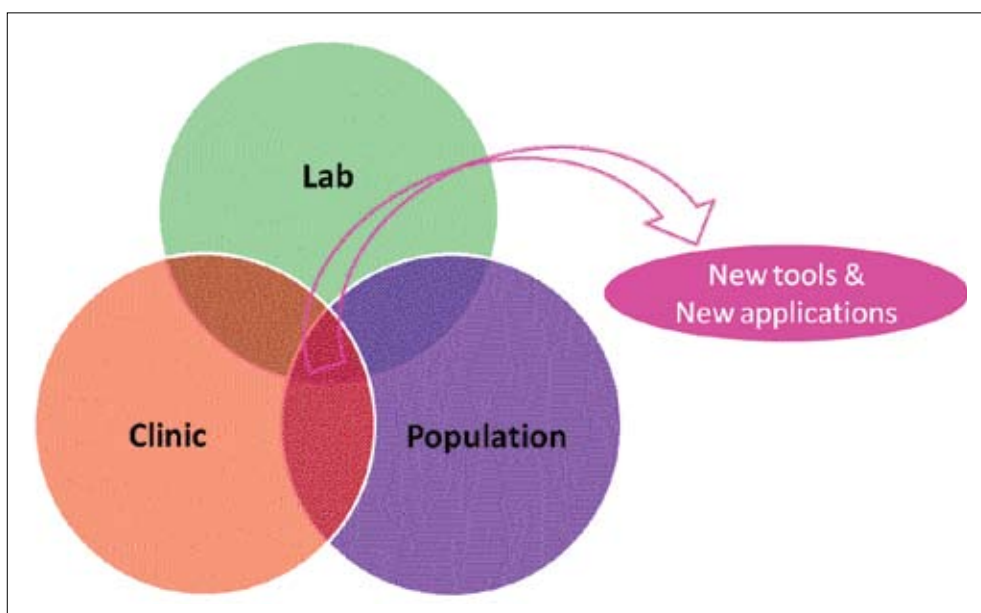 Lab
New tools &
New applications
Clinic
Population